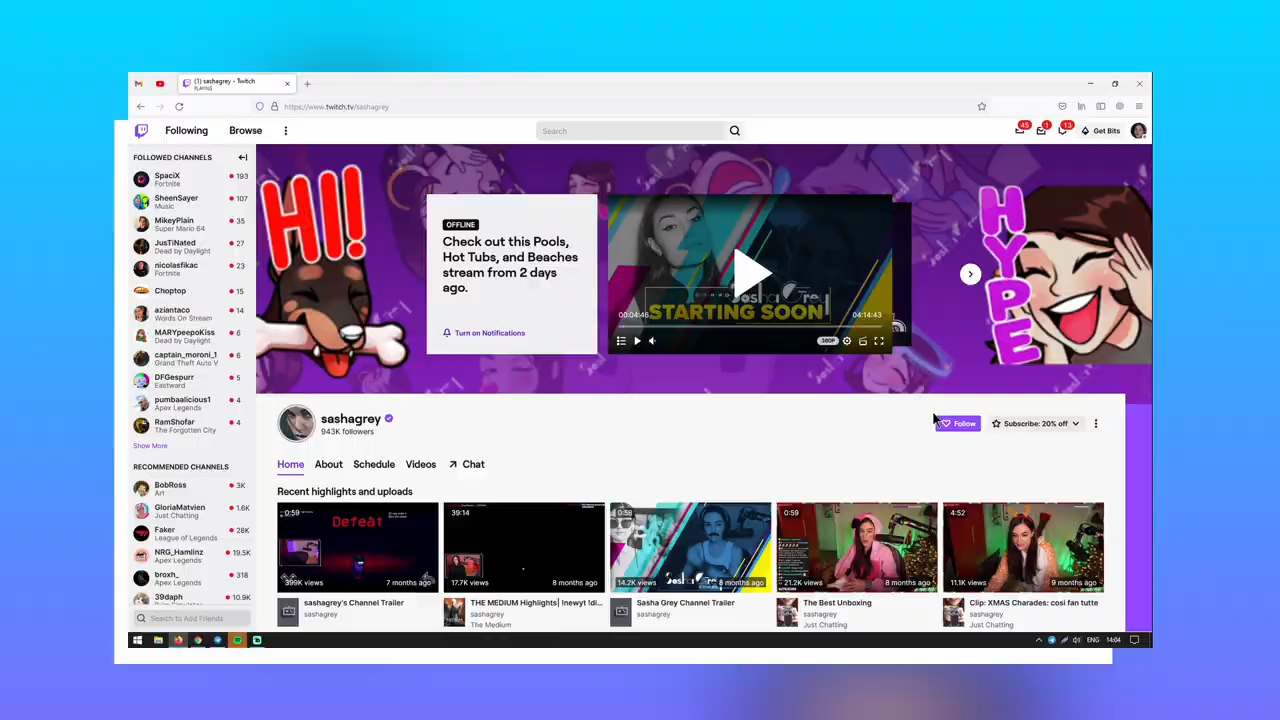 (1) sashagrey - Twitch
PLAYING
https://www.twitch.tv/sashagrey
Following
Browse
Search
45
1
13
Get Bits
FOLLOWED CHANNELS
SpaciX
193
Fortnite
SheenSayer
107
Music
MikeyPlain
35
Super Mario 64
JusTiNated
27
Dead by Daylight
nicolasfikac
23
Fortnite
Choptop
15
aziantaco
14
Words On Stream
MARYpeepoKiss
6
Dead by Daylight
captain_moroni_1
6
Grand Theft Auto V
DFGespurr
5
Eastward
pumbaalicious1
4
Apex Legends
RamShofar
4
The Forgotten City
Show More
RECOMMENDED CHANNELS
BobRoss
3K
Art
GloriaMatvien
1.6K
Just Chatting
Faker
28K
League of Legends
NRG_Hamlinz
19.5K
Apex Legends
broxh_
318
Apex Legends
39daph
10.9K
Search to Add Friends
HI!
OFFLINE
Check out this Pools,
Hot Tubs, and Beaches
stream from 2 days
ago.
Turn on Notifications
Sasha Grey
STARTING SOON
00:04:46
04:14:43
360P
HYPE
sashagrey
943K followers
Follow
Subscribe: 20% off
Home
About
Schedule
Videos
Chat
Recent highlights and uploads
0:59
Defeat
399K views
7 months ago
sashagrey's Channel Trailer
sashagrey
39:14
17.7K views
8 months ago
THE MEDIUM Highlights| Inewyt Idi...
sashagrey
The Medium
0:58
14.2K views
8 months ago
Sasha Grey Channel Trailer
sashagrey
0:59
21.2K views
8 months ago
The Best Unboxing
sashagrey
Just Chatting
4:52
11.1K views
9 months ago
Clip: XMAS Charades: cosi fan tutte
sashagrey
Just Chatting
ENG
14:04